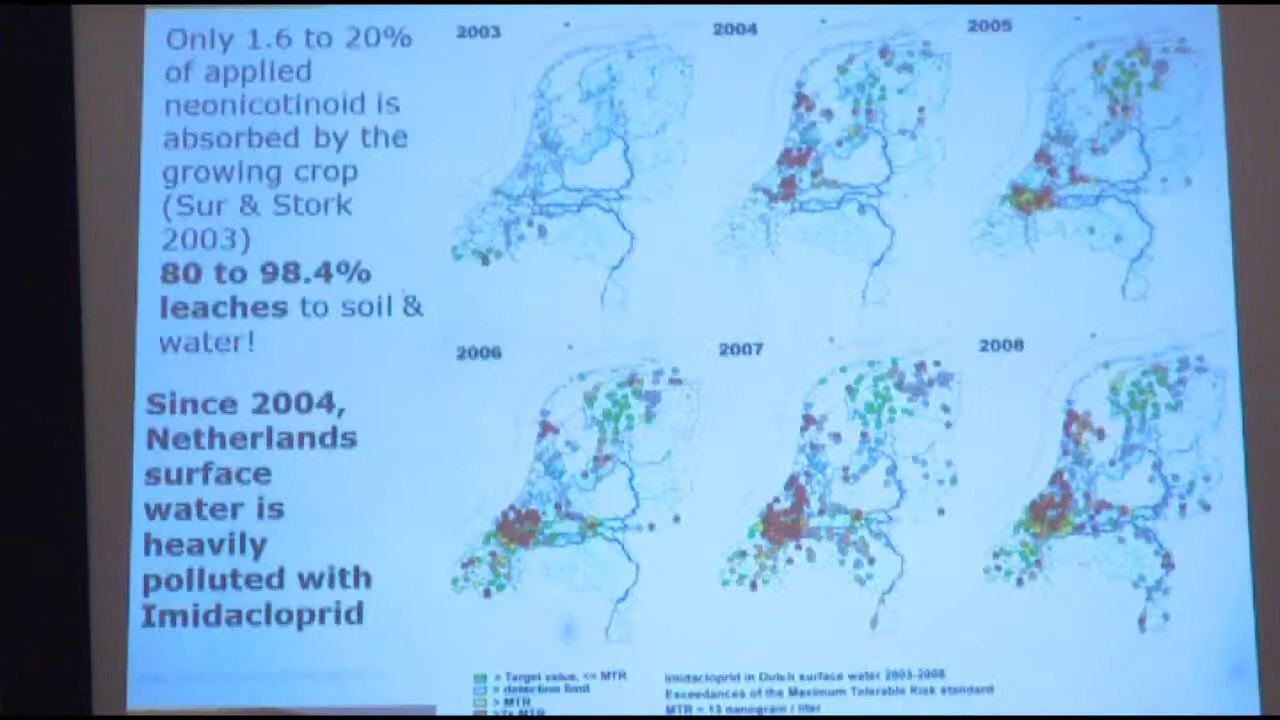 Only 1.6 to 20%
of applied
neonicotinoid is
absorbed by the
growing crop
(Sur & Stork
2003)
80 to 98.4%
leaches to soil &
water!
Since 2004,
Netherlands
surface
water is
heavily
polluted with
Imidacloprid
2003
2004
2005
2006
2007
2008
> Target value, <= MTR
> detection limit
> MTR
Imidacloprid in Dutch surface water 2003-2008
Exceedances of the Maximum Tolerable Risk standard
MTR = 13 nanogram / liter